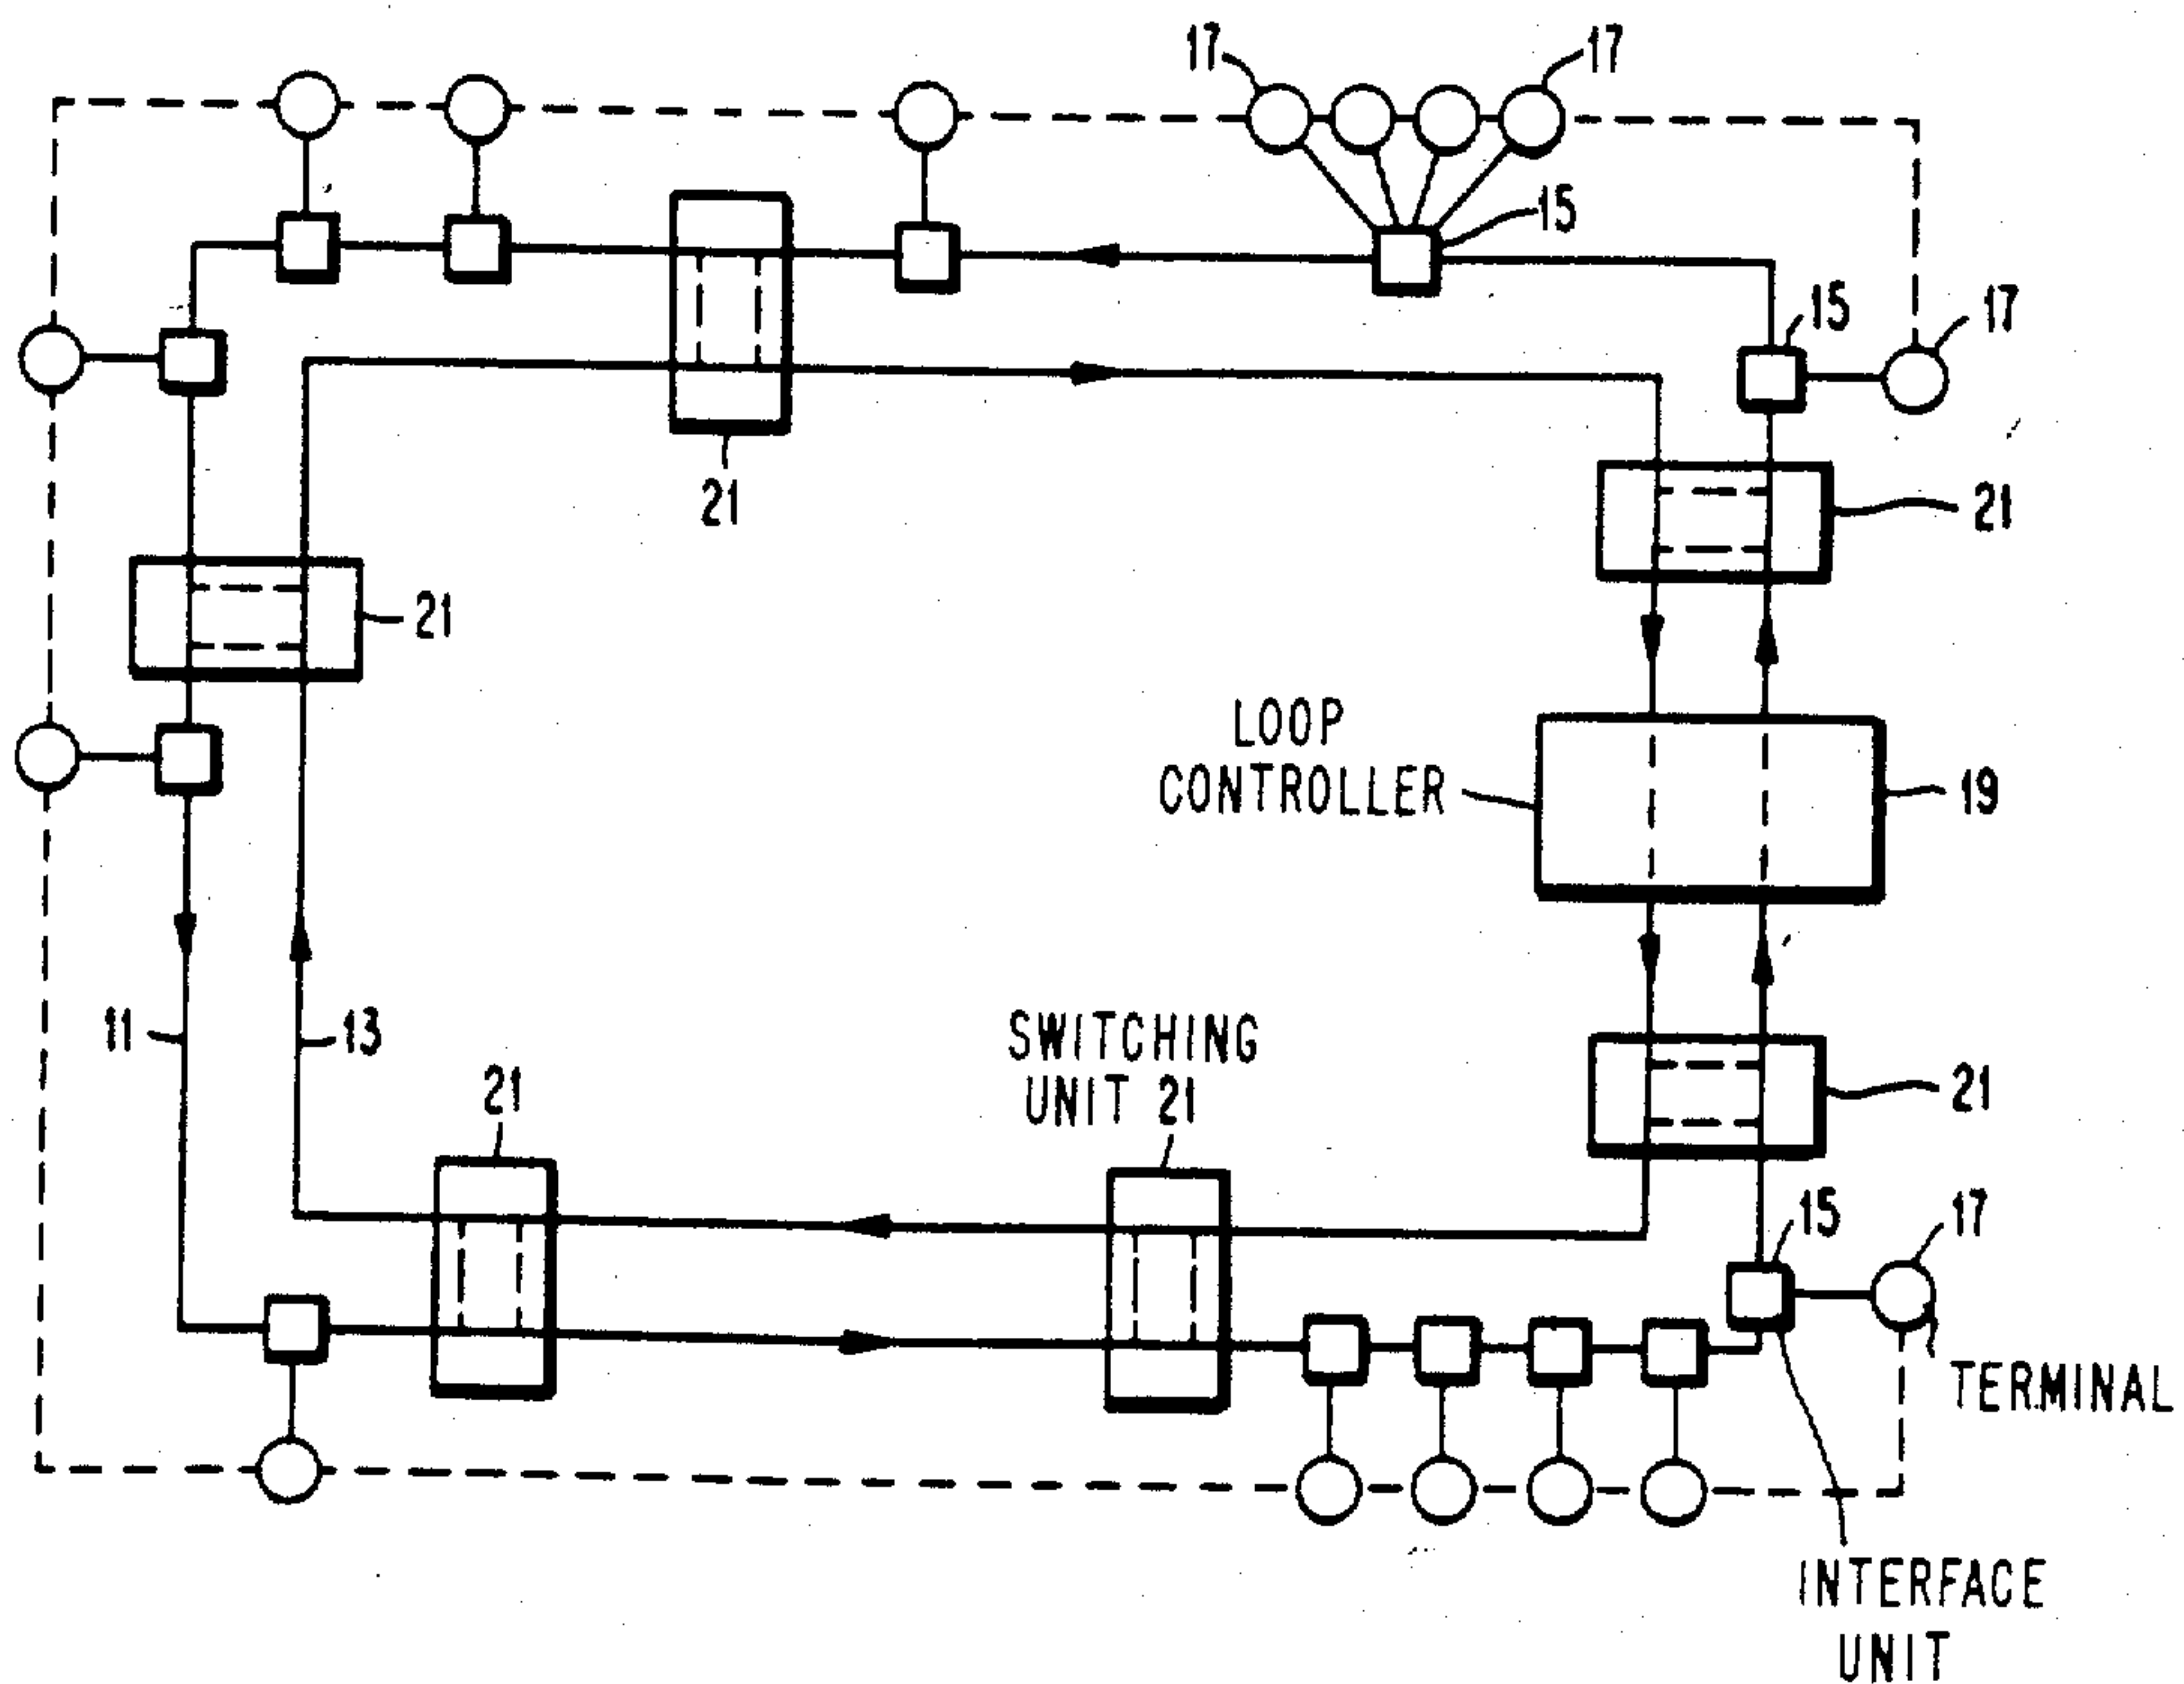 17
17
15
15
17
21
21
21
LOOP
CONTROLLER
19
11
13
SWITCHING
UNIT 21
21
21
15
17
TERMINAL
INTERFACE
UNIT